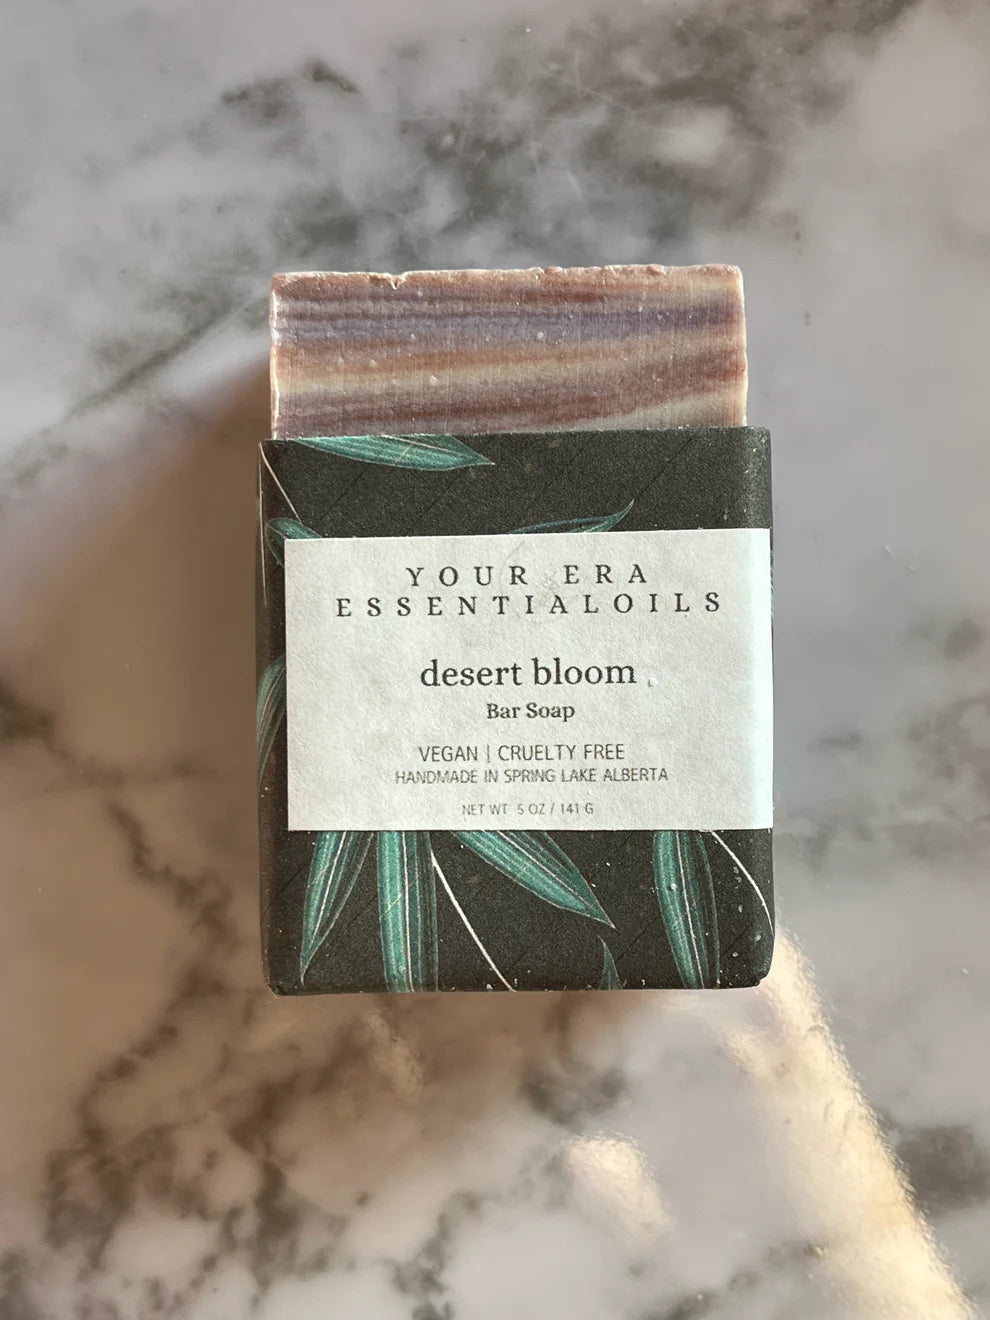 YOUR ERA
ESSENTIALOILS
desert bloom
Bar Soap
VEGAN | CRUELTY FREE
HANDMADE IN SPRING LAKE ALBERTA
NET WT 5 OZ / 141 G